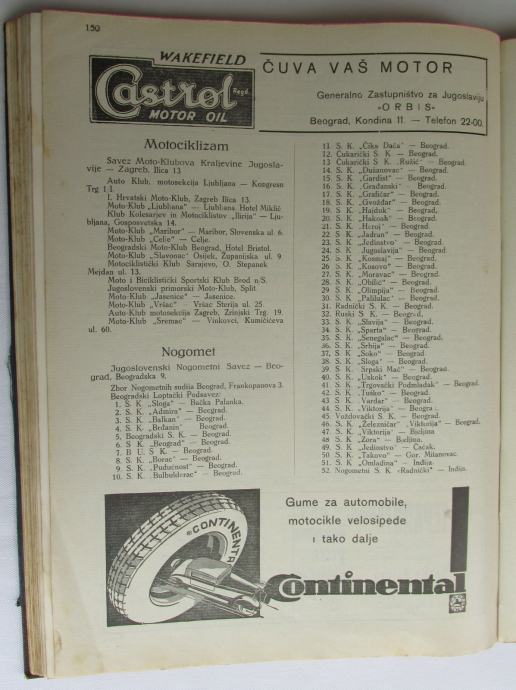 150
WAKEFIELD
Castrol Regd.
MOTOR OIL
ČUVA VAŠ MOTOR
Generalno Zastupništvo za Jugoslaviju
»ORBIS«
Beograd, Kondina 11 — Telefon 22-00.
Motociklizam
Savez Moto-Klubova Kraljevine Jugosla-
vije — Zagreb, Ilica 13
Auto Klub, motosekcija Ljubljana — Kongresn
Trg 1 I.
I. Hrvatski Moto-Klub, Zagreb Ilica 13.
Moto-Klub „Ljubljana“ — Ljubljana Hotel Miklič
Klub Kolesarjev in Motociklistov „Ilirija“ — Lju-
bljana, Gosposvetska 14.
Moto-Klub „Maribor“ — Maribor, Slovenska ul. 6.
Moto-Klub „Celje“ — Celje.
Beogradski Moto-Klub Beograd, Hotel Bristol.
Moto-Klub „Slavonac“ Osijek, Županijska ul. 9
Motociklistički Klub Sarajevo, O. Stepanek
Mejdan ul. 13.
Moto i Biciklistički Sportski Klub Brod n/S.
Jugoslovenski primorski Moto-Klub, Split
Moto-Klub „Jasenice“ — Jasenice.
Moto-Klub „Vršac“ — Vršac Sterija ul. 25.
Auto-Klub motosekcija Zagreb, Zrinjski Trg. 19.
Moto-Klub „Sremac“ — Vinkovci, Kumičićeva
ul. 60.
Nogomet
Jugoslovenski Nogometni Savez — Beo-
grad, Beogradska 9.
Zbor Nogometnih sudija Beograd, Frankopanova 3.
Beogradski Loptački Podsavez:
1. S. K. „Sloga“ — Bačka Palanka.
2. S. K. „Admira“ — Beograd.
3. S. K. „Balkan“ — Beograd.
4. S. K. „Brđanin“ — Beograd.
5. Beogradski S. K. — Beograd.
6. S. K. „Beograd“ — Beograd.
7. B U S K. — Beograd.
8. S. K. „Borac“ — Beograd.
9. S. K. „Budućnost“ — Beograd.
10. S. K. „Bulbulderac“ — Beograd.
11. S. K. „Čika Dača“ — Beograd.
12. Čukarički S. K. — Beograd.
13 Čukarički S K. „Ružić“ — Beograd.
14. S. K. „Dušanovac“ — Beograd.
15. S. K. „Gardist“ — Beograd.
16. S. K. „Građanski“ — Beograd.
17. S. K. „Grafičar“ — Beograd.
18. S. K. „Gvozdar“ — Beograd.
19. S. K. „Hajduk“ — Beograd.
20. S. K. „Hakoah“ — Beograd.
21. S. K. „Heroj“ — Beograd.
22. S. K. „Jadran“ — Beograd.
23. S. K. „Jedinstvo“ — Beograd.
24. S. K. „Jugoslavija“ — Beograd.
25. S. K. „Kosmaj“ — Beograd.
26. S. K. „Kosovo“ — Beograd.
27. S. K. „Moravac“ — Beograd.
28. S. K. „Obilić“ — Beograd.
29. S. K. „Olimpija“ — Beograd.
30. S. K. „Palilulac“ — Beograd.
31. Radnički S. K. — Beograd.
32. Ruski S. K. — Beograd,
33. S. K. „Slavija“ — Beograd.
34. S. K. „Sparta“ — Beograd.
35. S. K. „Senegalac“ — Beograd.
36. S. K. „Srbija“ — Beograd.
37. S. K. „Soko“ — Beograd.
38. S. K. „Sloga“ — Beograd.
39. S. K. „Srpski Mač“ — Beograd.
40. S. K. „Uskok“ — Beograd.
41. S. K. „Trgovački Podmladak“ — Beograd.
42. S. K. „Tuško“ — Beograd.
43 S. K. „Vardar“ — Beograd.
44. S. K. „Viktorija“ — Beograd.
45. Voždovački S. K. — Beograd.
46. S. K. „Železničar“ „Viktorija“ — Beograd.
47. S. K. „Viktorija“ — Bjeljina
48 S. K. „Zora“ — Bjeljina.
49. S. K. „Jedinstvo“ — Čačak.
50. S. K. „Takovo“ — Gor. Milanovac.
51. S. K. „Omladina“ — Inđija.
52. Nogometni S. K. „Radnički“ — Inđija.
CONTINENTA
Gume za automobile,
motocikle velosipede
i tako dalje
Continental